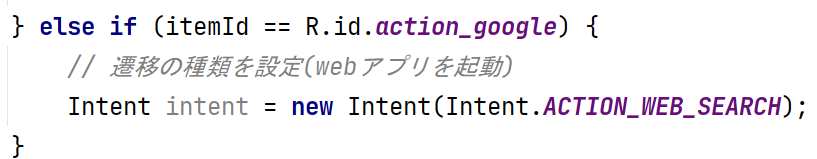 } else if (itemId == R.id.action_google) {
// 遷移の種類を設定(webアプリを起動)
Intent intent = new Intent(Intent.ACTION_WEB_SEARCH);
}